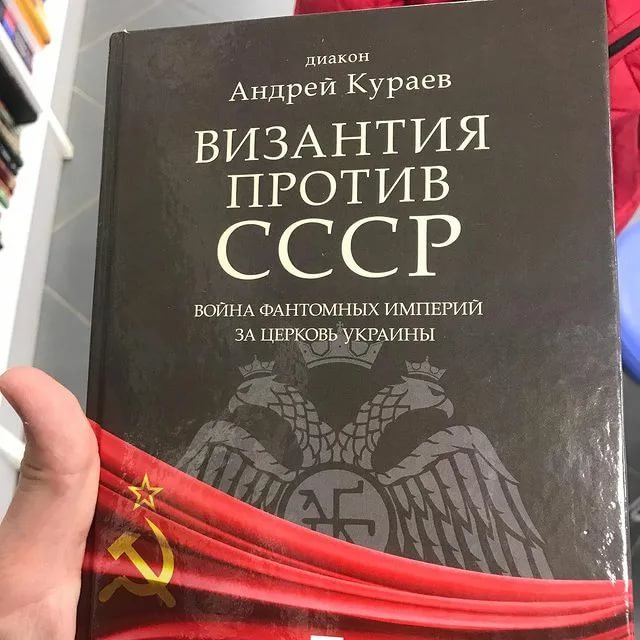 диакон
Андрей Кураев
ВИЗАНТИЯ
ПРОТИВ
СССР
ВОЙНА ФАНТОМНЫХ ИМПЕРИЙ
ЗА ЦЕРКОВЬ УКРАИНЫ